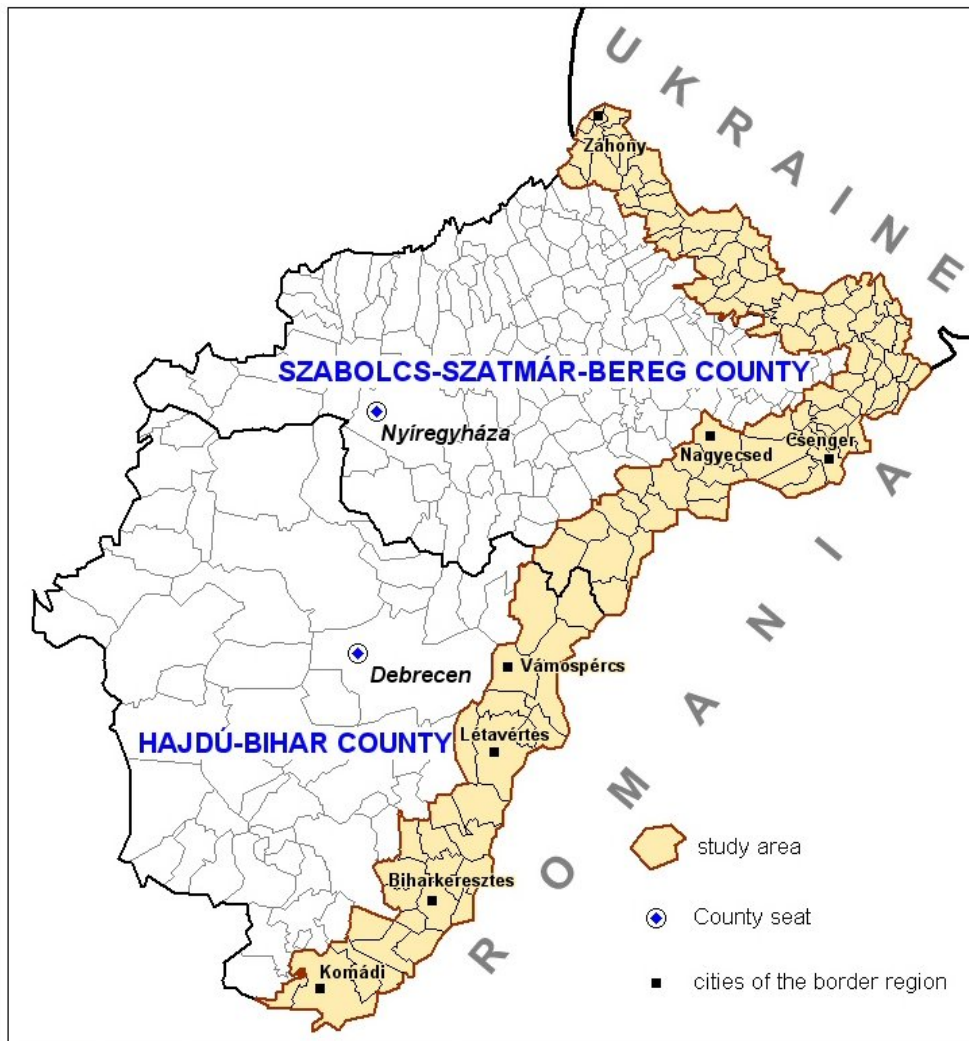 UKRAINE
Záhony
SZABOLCS-SZATMÁR-BEREG COUNTY
Nyíregyháza
Nagyecsed
Csenger
ROMANIA
Vámospércs
Debrecen
Létavértes
HAJDÚ-BIHAR COUNTY
Biharkeresztes
Komádi
study area
County seat
cities of the border region